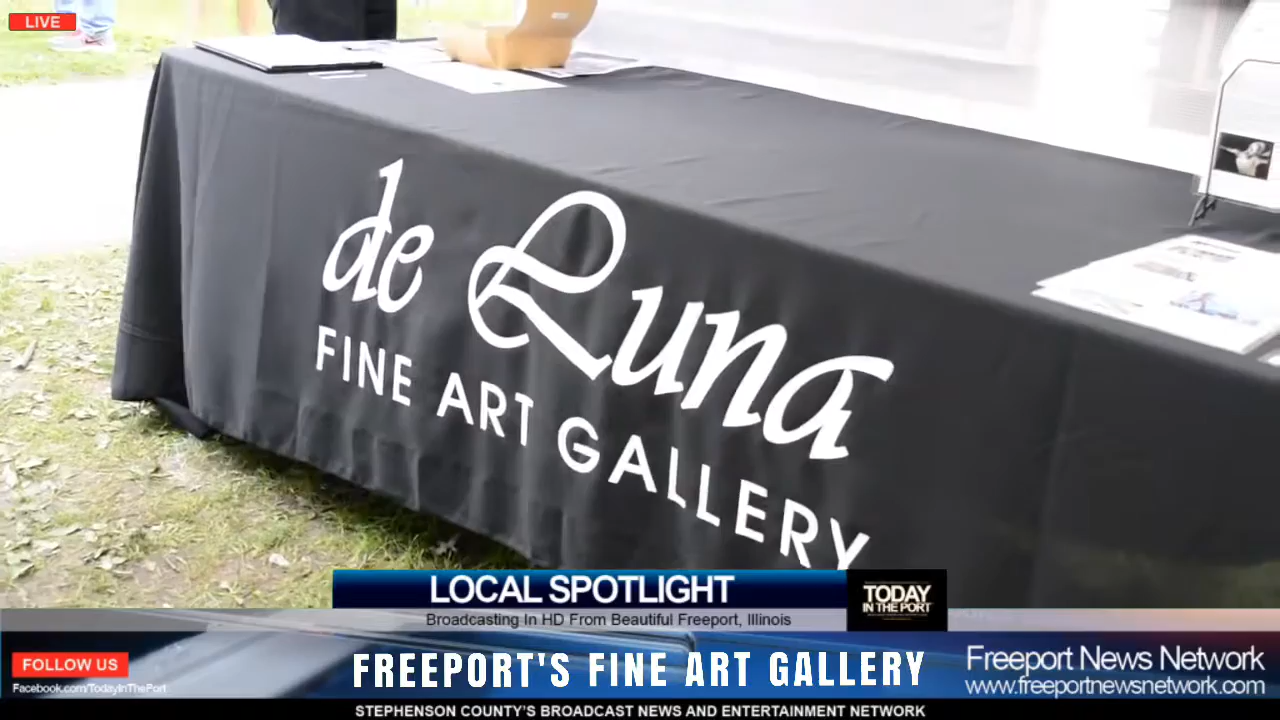 LIVE
de Luna
FINE ART GALLERY
LOCAL SPOTLIGHT
TODAY
IN THE PORT
Broadcasting In HD From Beautiful Freeport, Illinois
FOLLOW US
Facebook.com/TodayInThePort
FREEPORT'S FINE ART GALLERY
Freeport News Network
www.freeportnewsnetwork.com
STEPHENSON COUNTY'S BROADCAST NEWS AND ENTERTAINMENT NETWORK